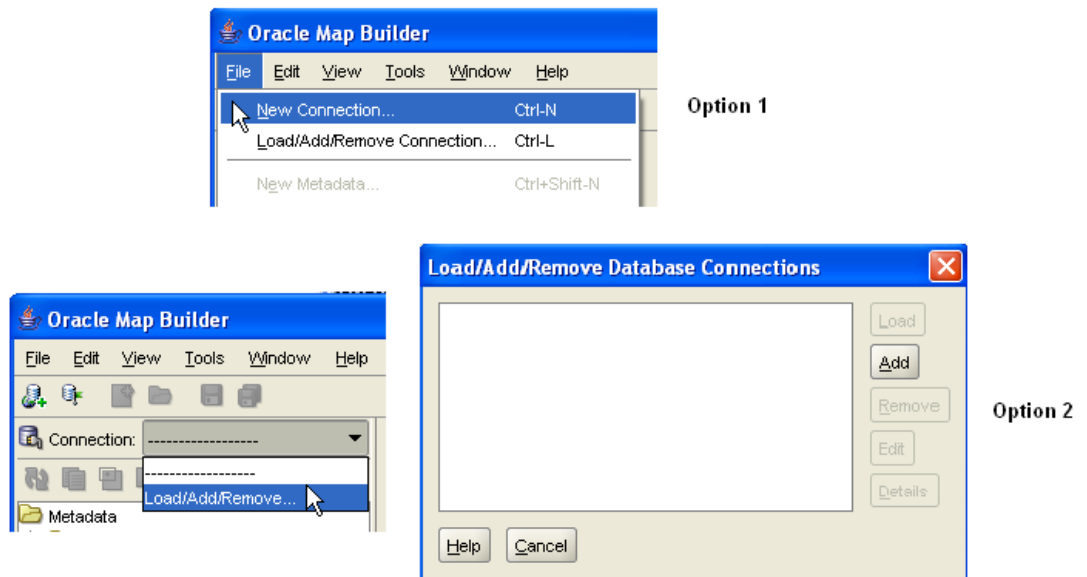 Oracle Map Builder
File Edit View Tools Window Help
New Connection... Ctrl-N
Load/Add/Remove Connection... Ctrl-L
New Metadata... Ctrl+Shift-N
Option 1
Oracle Map Builder
File Edit View Tools Window Help
Connection: ------------------
------------------
Load/Add/Remove...
Metadata
Load/Add/Remove Database Connections
Load
Add
Remove
Edit
Details
Help Cancel
Option 2